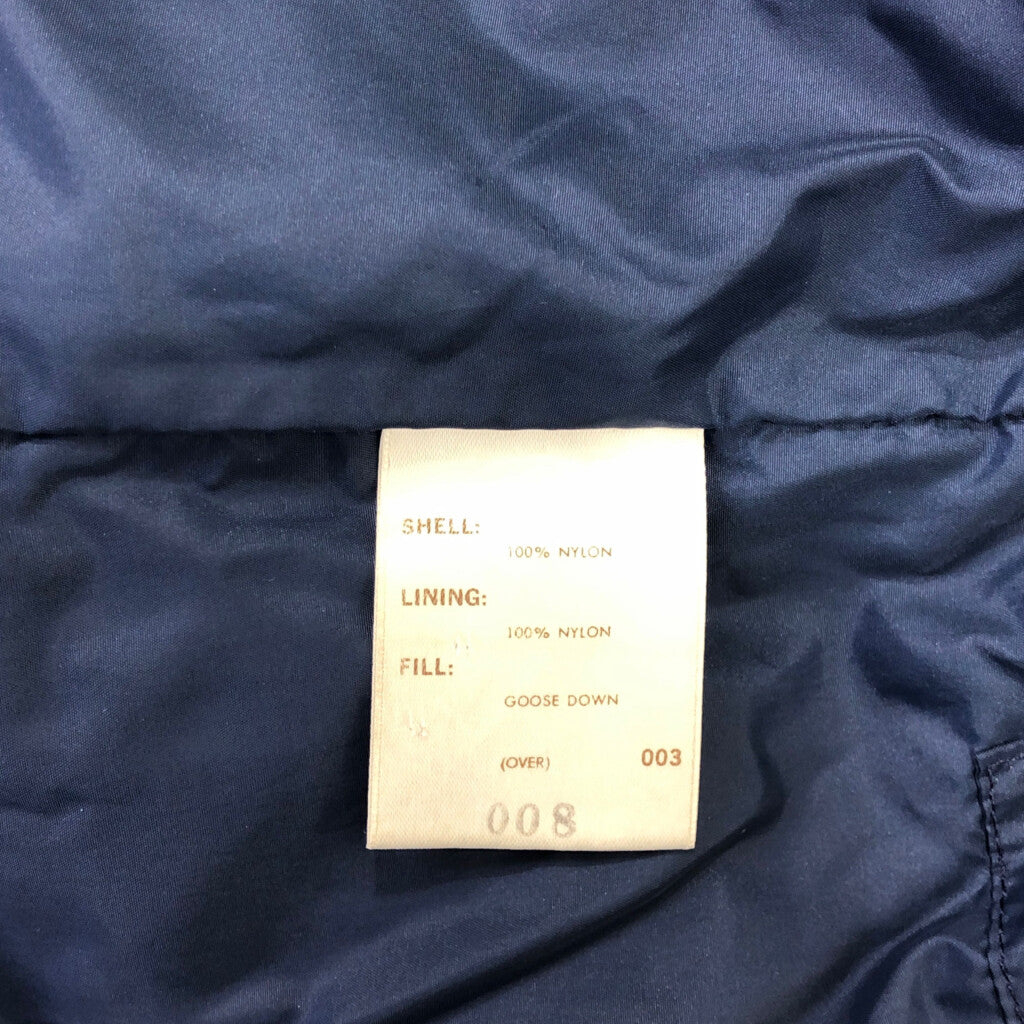 SHELL:
100% NYLON
LINING:
100% NYLON
FILL:
GOOSE DOWN
(OVER) 003
008